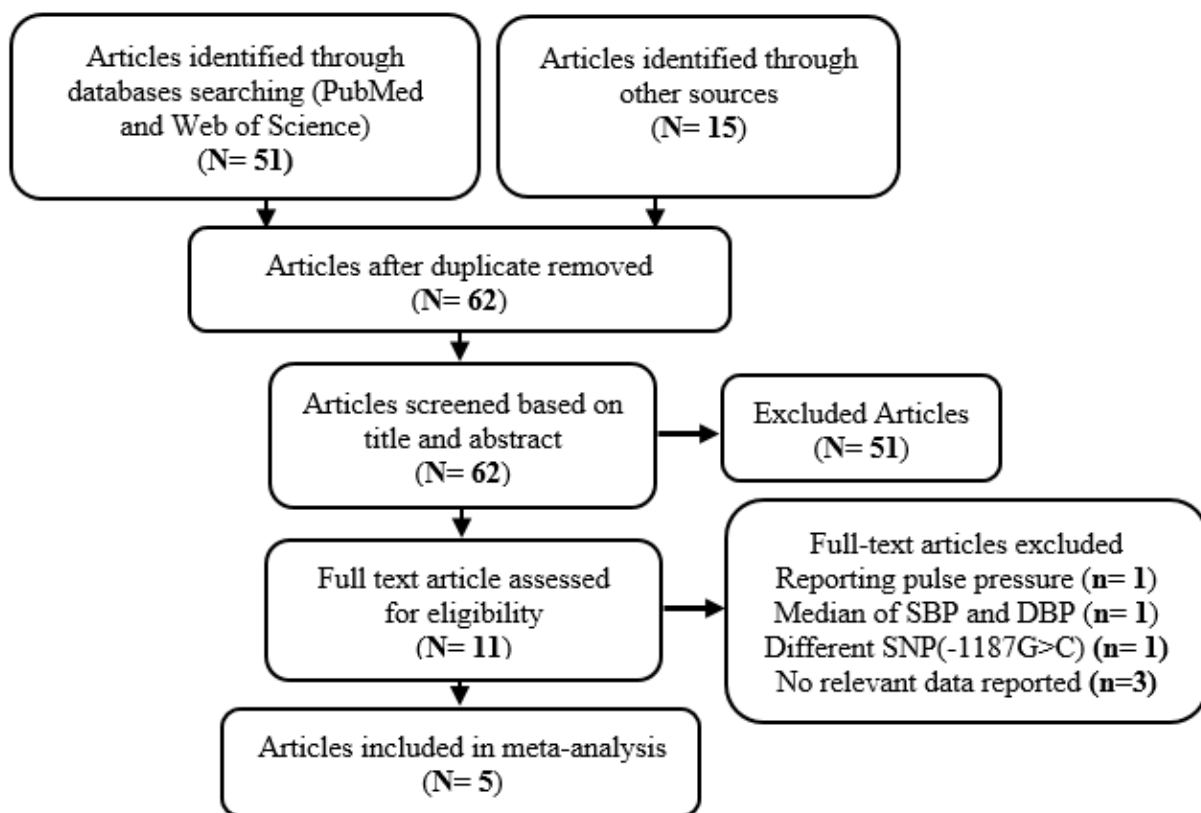 Articles identified through
databases searching (PubMed
and Web of Science)
(N= 51)
Articles identified through
other sources
(N= 15)
Articles after duplicate removed
(N= 62)
Articles screened based on
title and abstract
(N= 62)
Excluded Articles
(N= 51)
Full text article assessed
for eligibility
(N= 11)
Full-text articles excluded
Reporting pulse pressure (n= 1)
Median of SBP and DBP (n= 1)
Different SNP(-1187G>C) (n= 1)
No relevant data reported (n=3)
Articles included in meta-analysis
(N= 5)